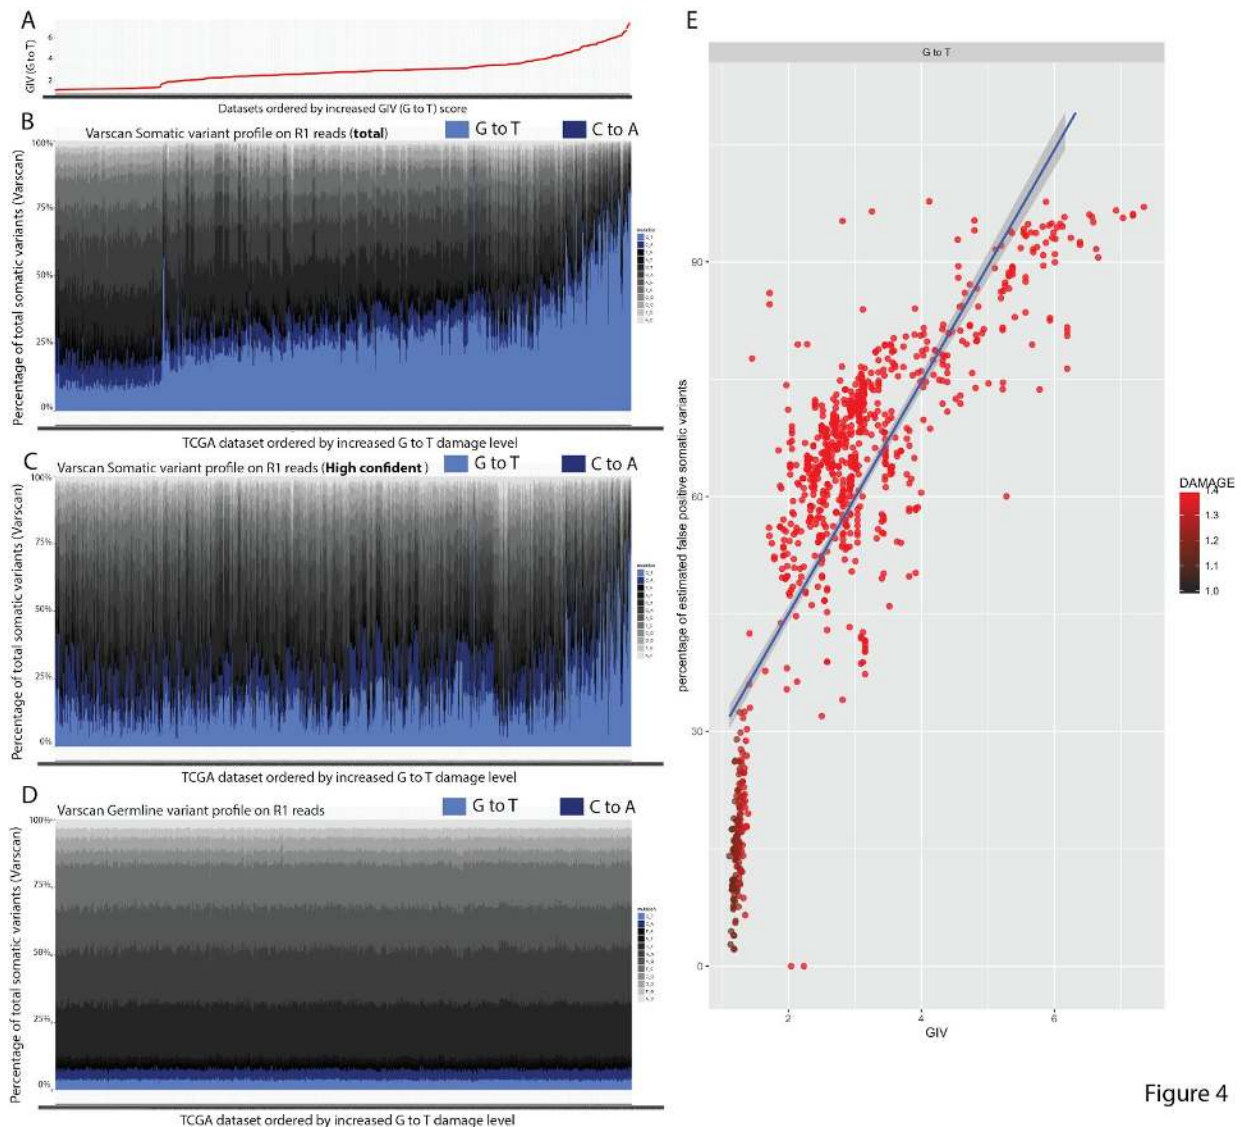 A
GIV (G to T)
6
4
2
Datasets ordered by increased GIV (G to T) score
B
Varscan Somatic variant profile on R1 reads (total)
G to T
C to A
Percentage of total somatic variants (Varscan)
100%
75%
50%
25%
0%
TCGA dataset ordered by increased G to T damage level
C
Varscan Somatic variant profile on R1 reads (High confident )
G to T
C to A
Percentage of total somatic variants (Varscan)
100%
75%
50%
25%
0%
TCGA dataset ordered by increased G to T damage level
D
Varscan Germline variant profile on R1 reads
G to T
C to A
Percentage of total somatic variants (Varscan)
100%
75%
50%
25%
0%
TCGA dataset ordered by increased G to T damage level
E
G to T
percentage of estimated false positive somatic variants
90
60
30
0
2
4
6
GIV
DAMAGE
1.4
1.3
1.2
1.1
1.0
Figure 4